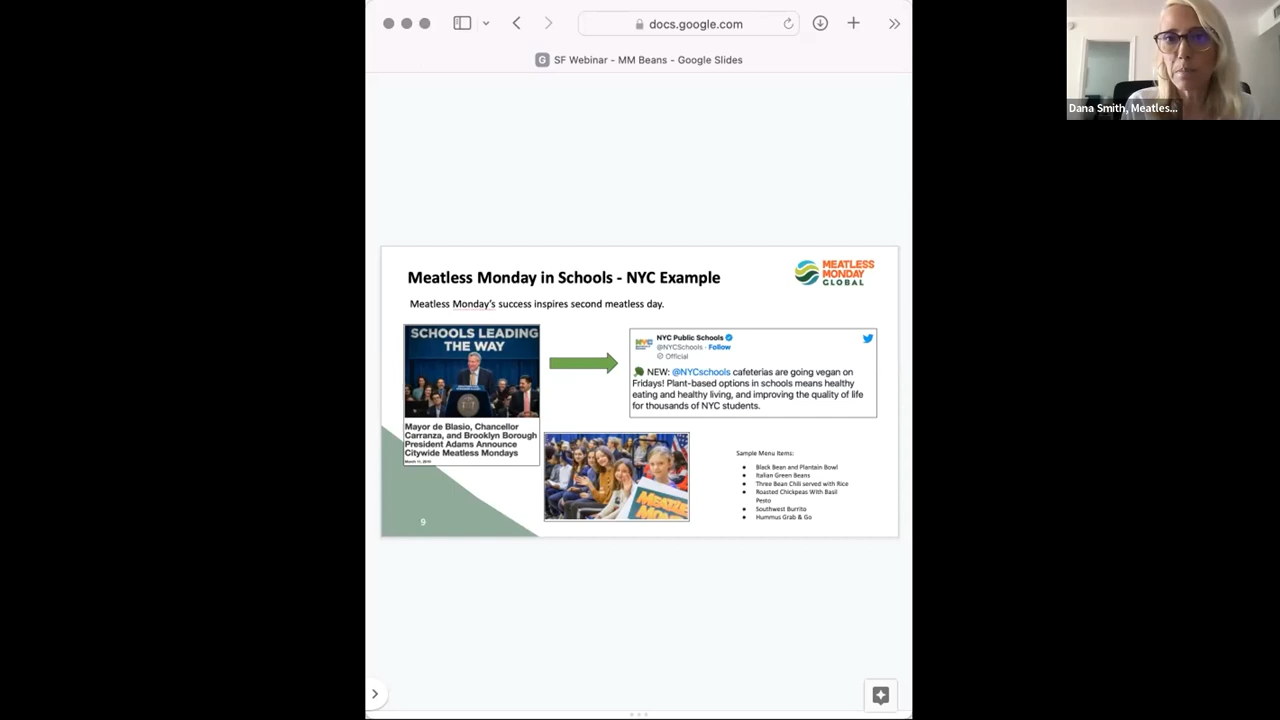 docs.google.com
G SF Webinar - MM Beans - Google Slides
Dana Smith, Meatles...
Meatless Monday in Schools - NYC Example
MEATLESS
MONDAY
GLOBAL
Meatless Monday's success inspires second meatless day.
SCHOOLS LEADING
THE WAY
Mayor de Blasio, Chancellor
Carranza, and Brooklyn Borough
President Adams Announce
Citywide Meatless Mondays
NYC Public Schools
@NYCSchools · Follow
Official
NEW: @NYCschools cafeterias are going vegan on
Fridays! Plant-based options in schools means healthy
eating and healthy living, and improving the quality of life
for thousands of NYC students.
MEATLE
MON
Sample Menu Items:
● Black Bean and Plantain Bowl
● Italian Green Beans
● Three Bean Chili served with Rice
● Roasted Chickpeas With Basil
Pesto
● Southwest Burrito
● Hummus Grab & Go
9